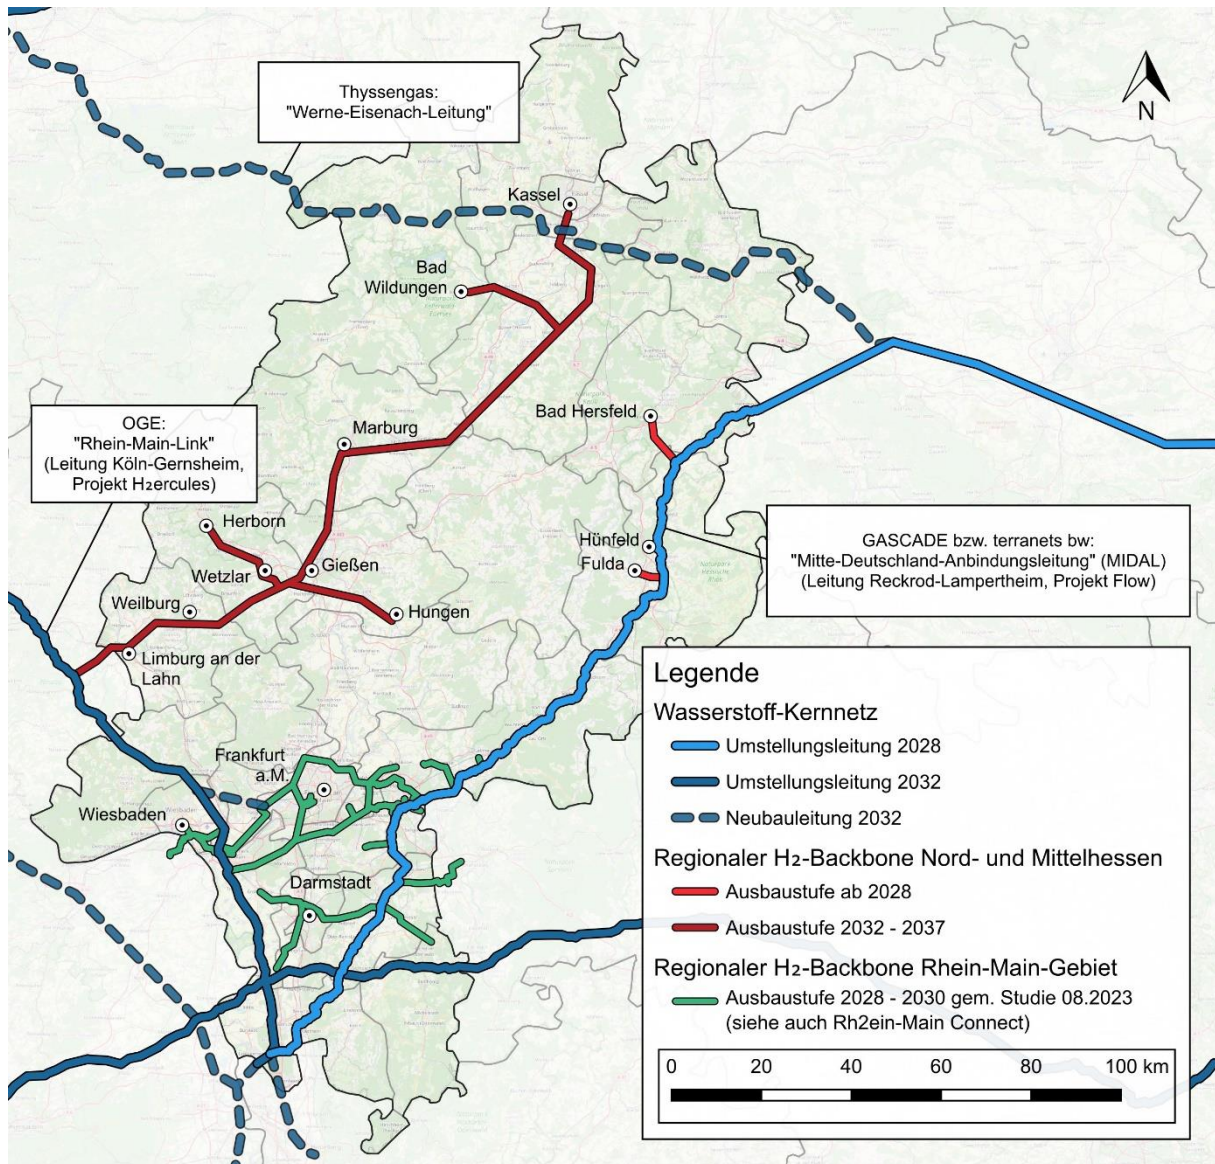 Thyssengas:
"Werne-Eisenach-Leitung"
N
Kassel
Bad
Wildungen
OGE:
"Rhein-Main-Link"
(Leitung Köln-Gernsheim,
Projekt H₂ercules)
Marburg
Bad Hersfeld
Herborn
Wetzlar
Gießen
Weilburg
Hungen
Limburg an der
Lahn
Hünfeld
Fulda
GASCADE bzw. terranets bw:
"Mitte-Deutschland-Anbindungsleitung" (MIDAL)
(Leitung Reckrod-Lampertheim, Projekt Flow)
Frankfurt
a.M.
Wiesbaden
Darmstadt
Legende
Wasserstoff-Kernnetz
Umstellungsleitung 2028
Umstellungsleitung 2032
Neubauleitung 2032
Regionaler H₂-Backbone Nord- und Mittelhessen
Ausbaustufe ab 2028
Ausbaustufe 2032 - 2037
Regionaler H₂-Backbone Rhein-Main-Gebiet
Ausbaustufe 2028 - 2030 gem. Studie 08.2023
(siehe auch Rh2ein-Main Connect)
0 20 40 60 80 100 km